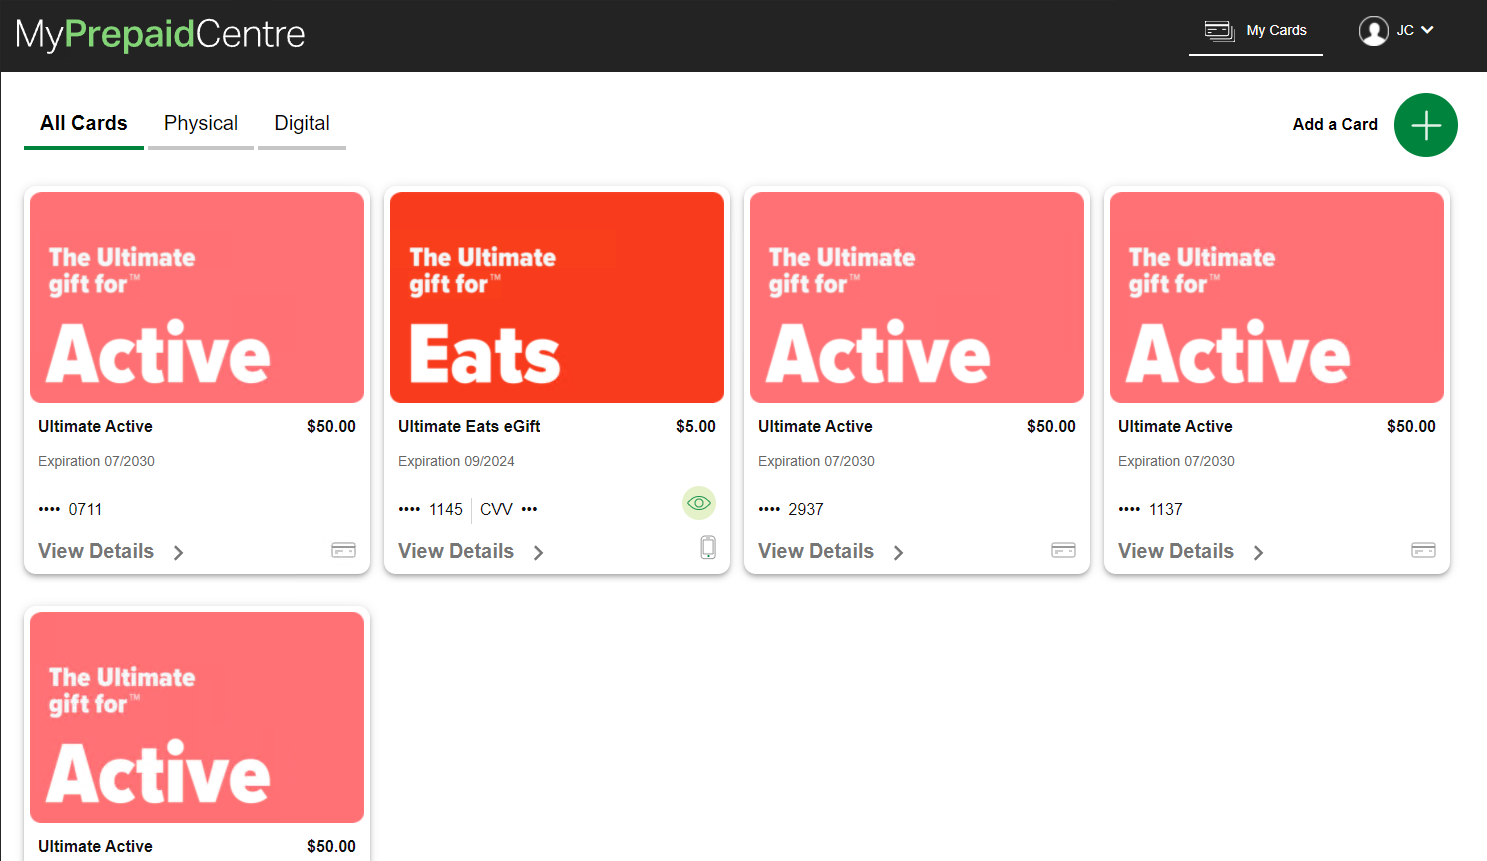 MyPrepaidCentre
My Cards
JC
All Cards
Physical
Digital
Add a Card
The Ultimate
gift for™
Active
Ultimate Active $50.00
Expiration 07/2030
•••• 0711
View Details
The Ultimate
gift for™
Eats
Ultimate Eats eGift $5.00
Expiration 09/2024
•••• 1145 CVV •••
View Details
The Ultimate
gift for™
Active
Ultimate Active $50.00
Expiration 07/2030
•••• 2937
View Details
The Ultimate
gift for™
Active
Ultimate Active $50.00
Expiration 07/2030
•••• 1137
View Details
The Ultimate
gift for™
Active
Ultimate Active $50.00